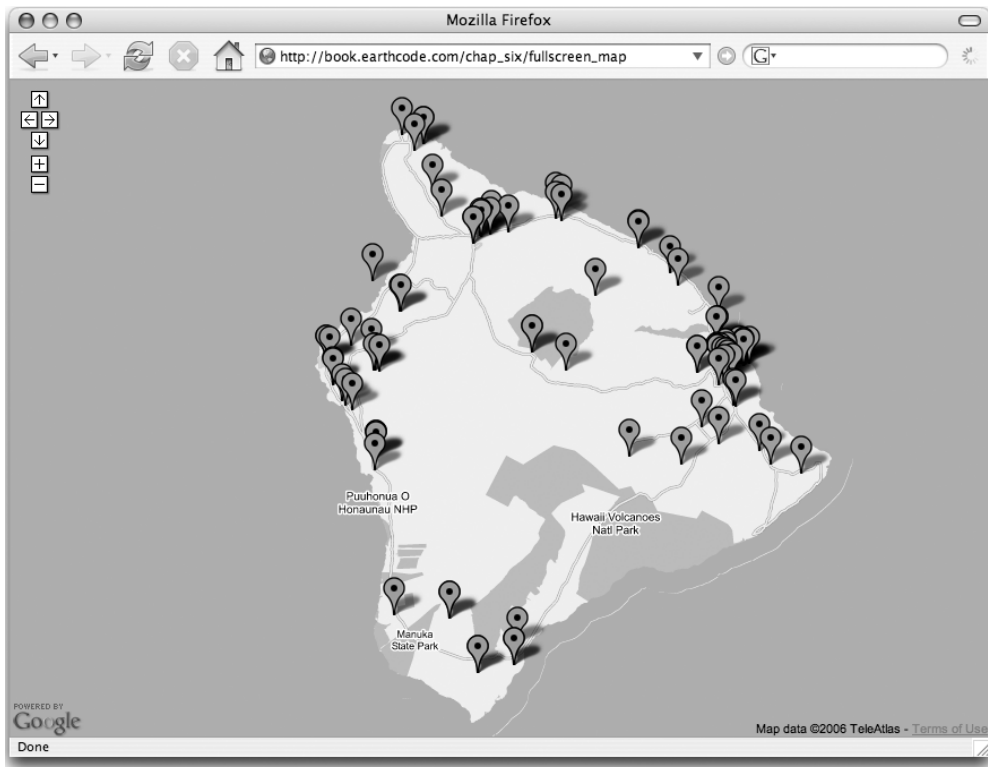 Mozilla Firefox
http://book.earthcode.com/chap_six/fullscreen_map
G
Puuhonua O
Honaunau NHP
Hawaii Volcanoes
Natl Park
Manuka
State Park
POWERED BY
Google
Map data ©2006 TeleAtlas - Terms of Use
Done